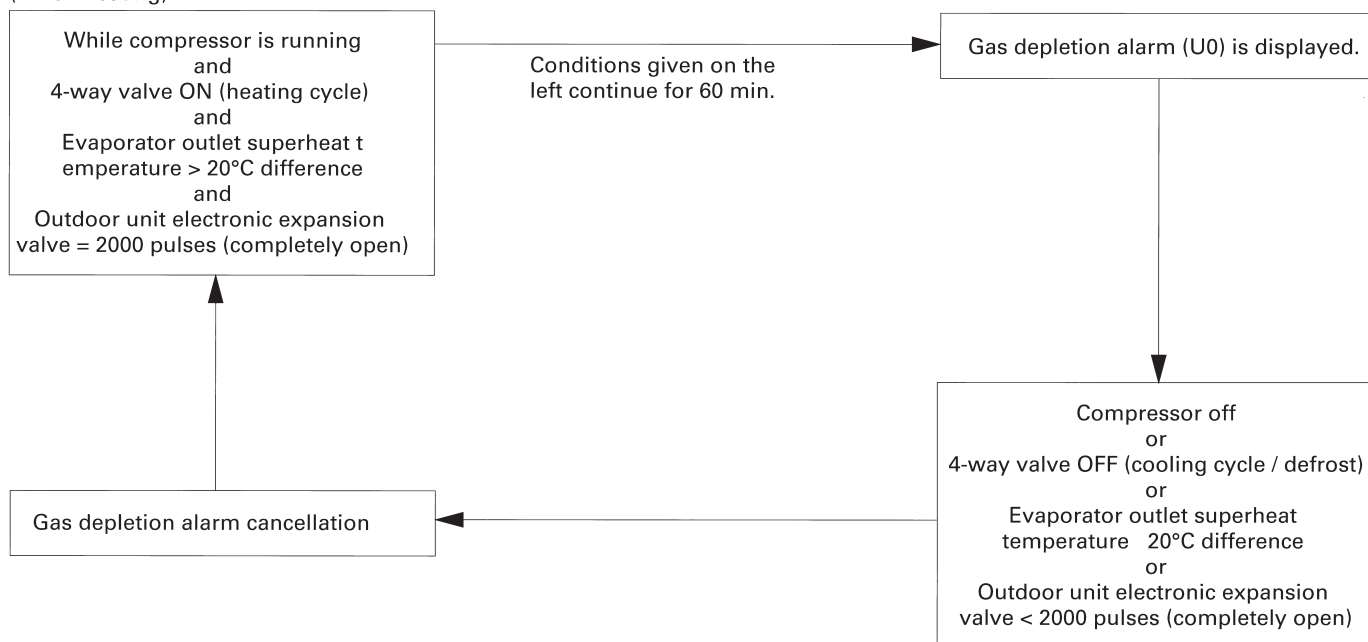 While compressor is running
and
4-way valve ON (heating cycle)
and
Evaporator outlet superheat t
emperature > 20°C difference
and
Outdoor unit electronic expansion
valve = 2000 pulses (completely open)
Conditions given on the
left continue for 60 min.
Gas depletion alarm (U0) is displayed.
Compressor off
or
4-way valve OFF (cooling cycle / defrost)
or
Evaporator outlet superheat
temperature 20°C difference
or
Outdoor unit electronic expansion
valve < 2000 pulses (completely open)
Gas depletion alarm cancellation